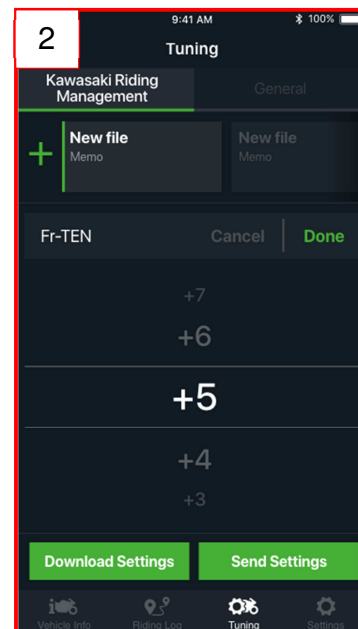 2
9:41 AM
100%
Tuning
Kawasaki Riding
Management
General
New file
Memo
New file
Memo
+
Fr-TEN
Cancel
Done
+7
+6
+5
+4
+3
Download Settings
Send Settings
Vehicle Info
Riding Log
Tuning
Settings